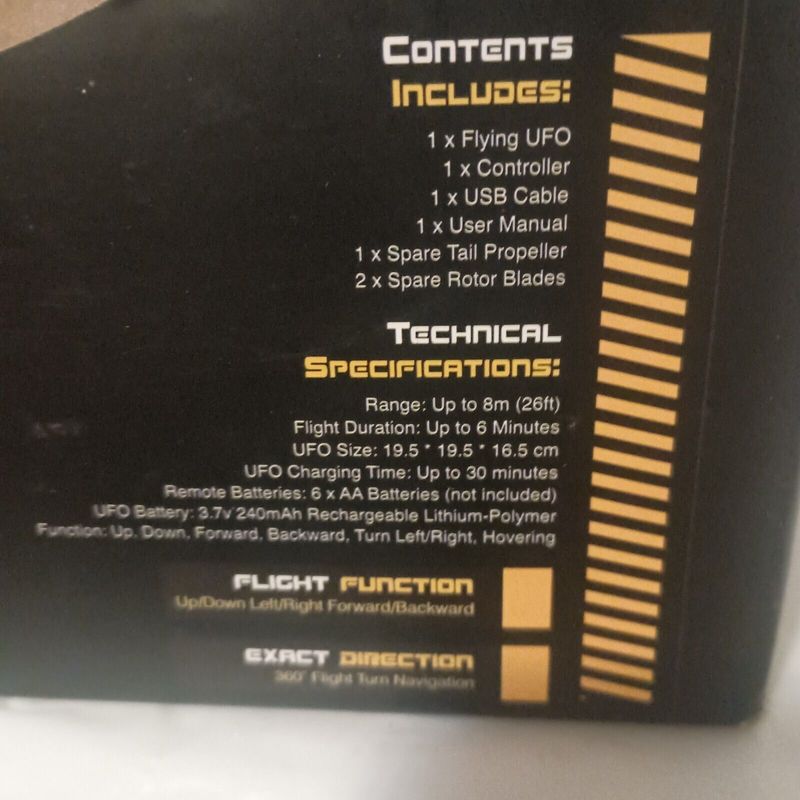 CONTENTS
INCLUDES:
1 x Flying UFO
1 x Controller
1 x USB Cable
1 x User Manual
1 x Spare Tail Propeller
2 x Spare Rotor Blades
TECHNICAL
SPECIFICATIONS:
Range: Up to 8m (26ft)
Flight Duration: Up to 6 Minutes
UFO Size: 19.5 * 19.5 * 16.5 cm
UFO Charging Time: Up to 30 minutes
Remote Batteries: 6 x AA Batteries (not included)
UFO Battery: 3.7v 240mAh Rechargeable Lithium-Polymer
Function: Up, Down, Forward, Backward, Turn Left/Right, Hovering
FLIGHT FUNCTION
Up/Down Left/Right Forward/Backward
EXACT DIRECTION
360° Flight Turn Navigation